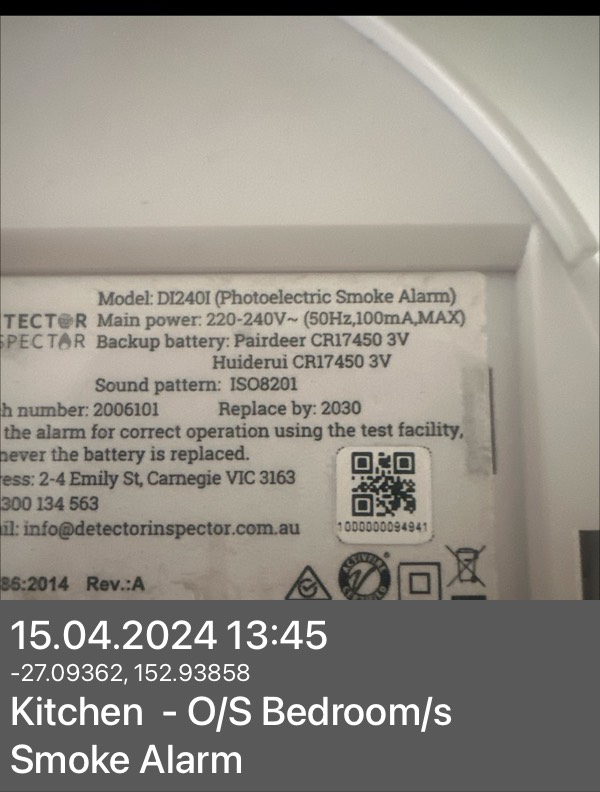 Model: DI240I (Photoelectric Smoke Alarm)
TECTOR Main power: 220-240V~ (50Hz,100mA,MAX)
SPECTAR Backup battery: Pairdeer CR17450 3V
Huiderui CR17450 3V
Sound pattern: ISO8201
h number: 2006101 Replace by: 2030
the alarm for correct operation using the test facility,
never the battery is replaced.
ess: 2-4 Emily St, Carnegie VIC 3163
300 134 563
il: info@detectorinspector.com.au
1000000094941
86:2014 Rev.:A
15.04.2024 13:45
-27.09362, 152.93858
Kitchen - O/S Bedroom/s
Smoke Alarm